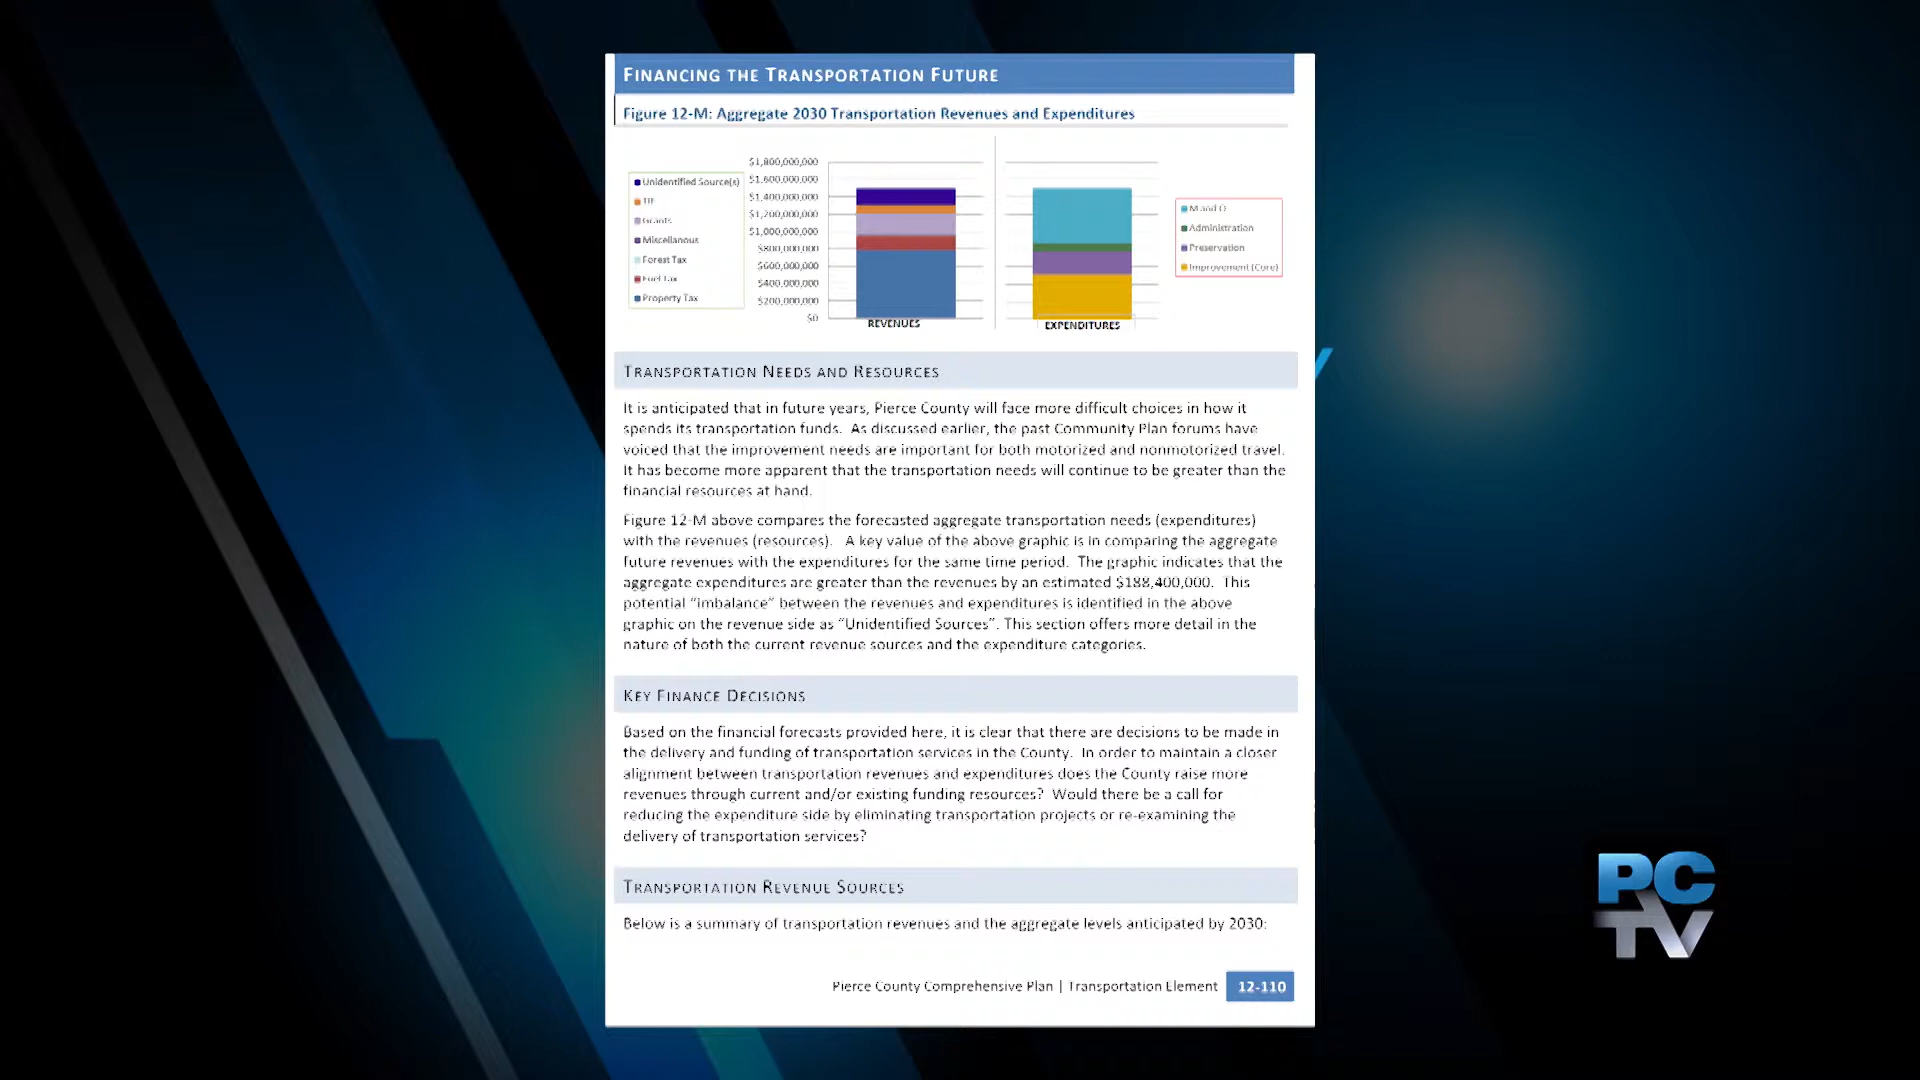 FINANCING THE TRANSPORTATION FUTURE
Figure 12-M: Aggregate 2030 Transportation Revenues and Expenditures
Unidentified Source(s)
TIF
Grants
Miscellanous
Forest Tax
Fuel Tax
Property Tax
$1,800,000,000
$1,600,000,000
$1,400,000,000
$1,200,000,000
$1,000,000,000
$800,000,000
$600,000,000
$400,000,000
$200,000,000
$0
REVENUES
EXPENDITURES
M and O
Administration
Preservation
Improvement (Core)
TRANSPORTATION NEEDS AND RESOURCES
It is anticipated that in future years, Pierce County will face more difficult choices in how it
spends its transportation funds. As discussed earlier, the past Community Plan forums have
voiced that the improvement needs are important for both motorized and nonmotorized travel.
It has become more apparent that the transportation needs will continue to be greater than the
financial resources at hand.
Figure 12-M above compares the forecasted aggregate transportation needs (expenditures)
with the revenues (resources). A key value of the above graphic is in comparing the aggregate
future revenues with the expenditures for the same time period. The graphic indicates that the
aggregate expenditures are greater than the revenues by an estimated $188,400,000. This
potential “imbalance” between the revenues and expenditures is identified in the above
graphic on the revenue side as “Unidentified Sources”. This section offers more detail in the
nature of both the current revenue sources and the expenditure categories.
KEY FINANCE DECISIONS
Based on the financial forecasts provided here, it is clear that there are decisions to be made in
the delivery and funding of transportation services in the County. In order to maintain a closer
alignment between transportation revenues and expenditures does the County raise more
revenues through current and/or existing funding resources? Would there be a call for
reducing the expenditure side by eliminating transportation projects or re-examining the
delivery of transportation services?
TRANSPORTATION REVENUE SOURCES
Below is a summary of transportation revenues and the aggregate levels anticipated by 2030:
Pierce County Comprehensive Plan | Transportation Element 12-110
PC
TV